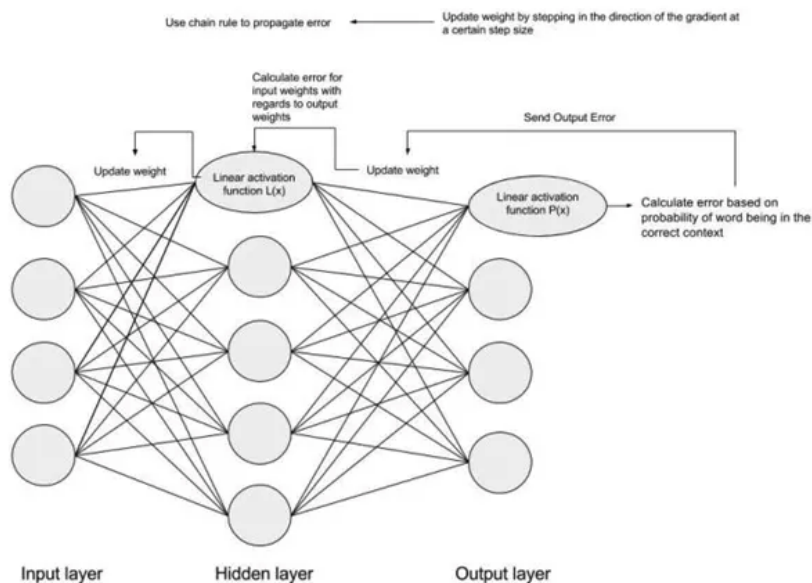 Use chain rule to propagate error
Update weight by stepping in the direction of the gradient at
a certain step size
Calculate error for
input weights with
regards to output
weights
Send Output Error
Update weight
Linear activation
function L(x)
Update weight
Linear activation
function P(x)
Calculate error based on
probability of word being in the
correct context
Input layer
Hidden layer
Output layer